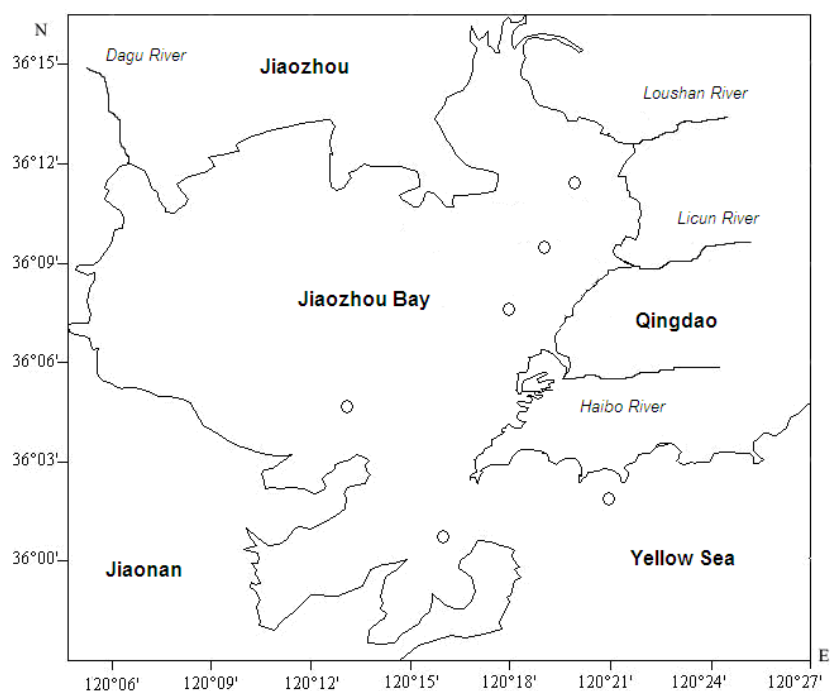 N
36°15'
Dagu River
Jiaozhou
Loushan River
36°12'
Licun River
36°09'
Jiaozhou Bay
Qingdao
36°06'
Haibo River
36°03'
36°00'
Jiaonan
Yellow Sea
E
120°06'
120°09'
120°12'
120°15'
120°18'
120°21'
120°24'
120°27'